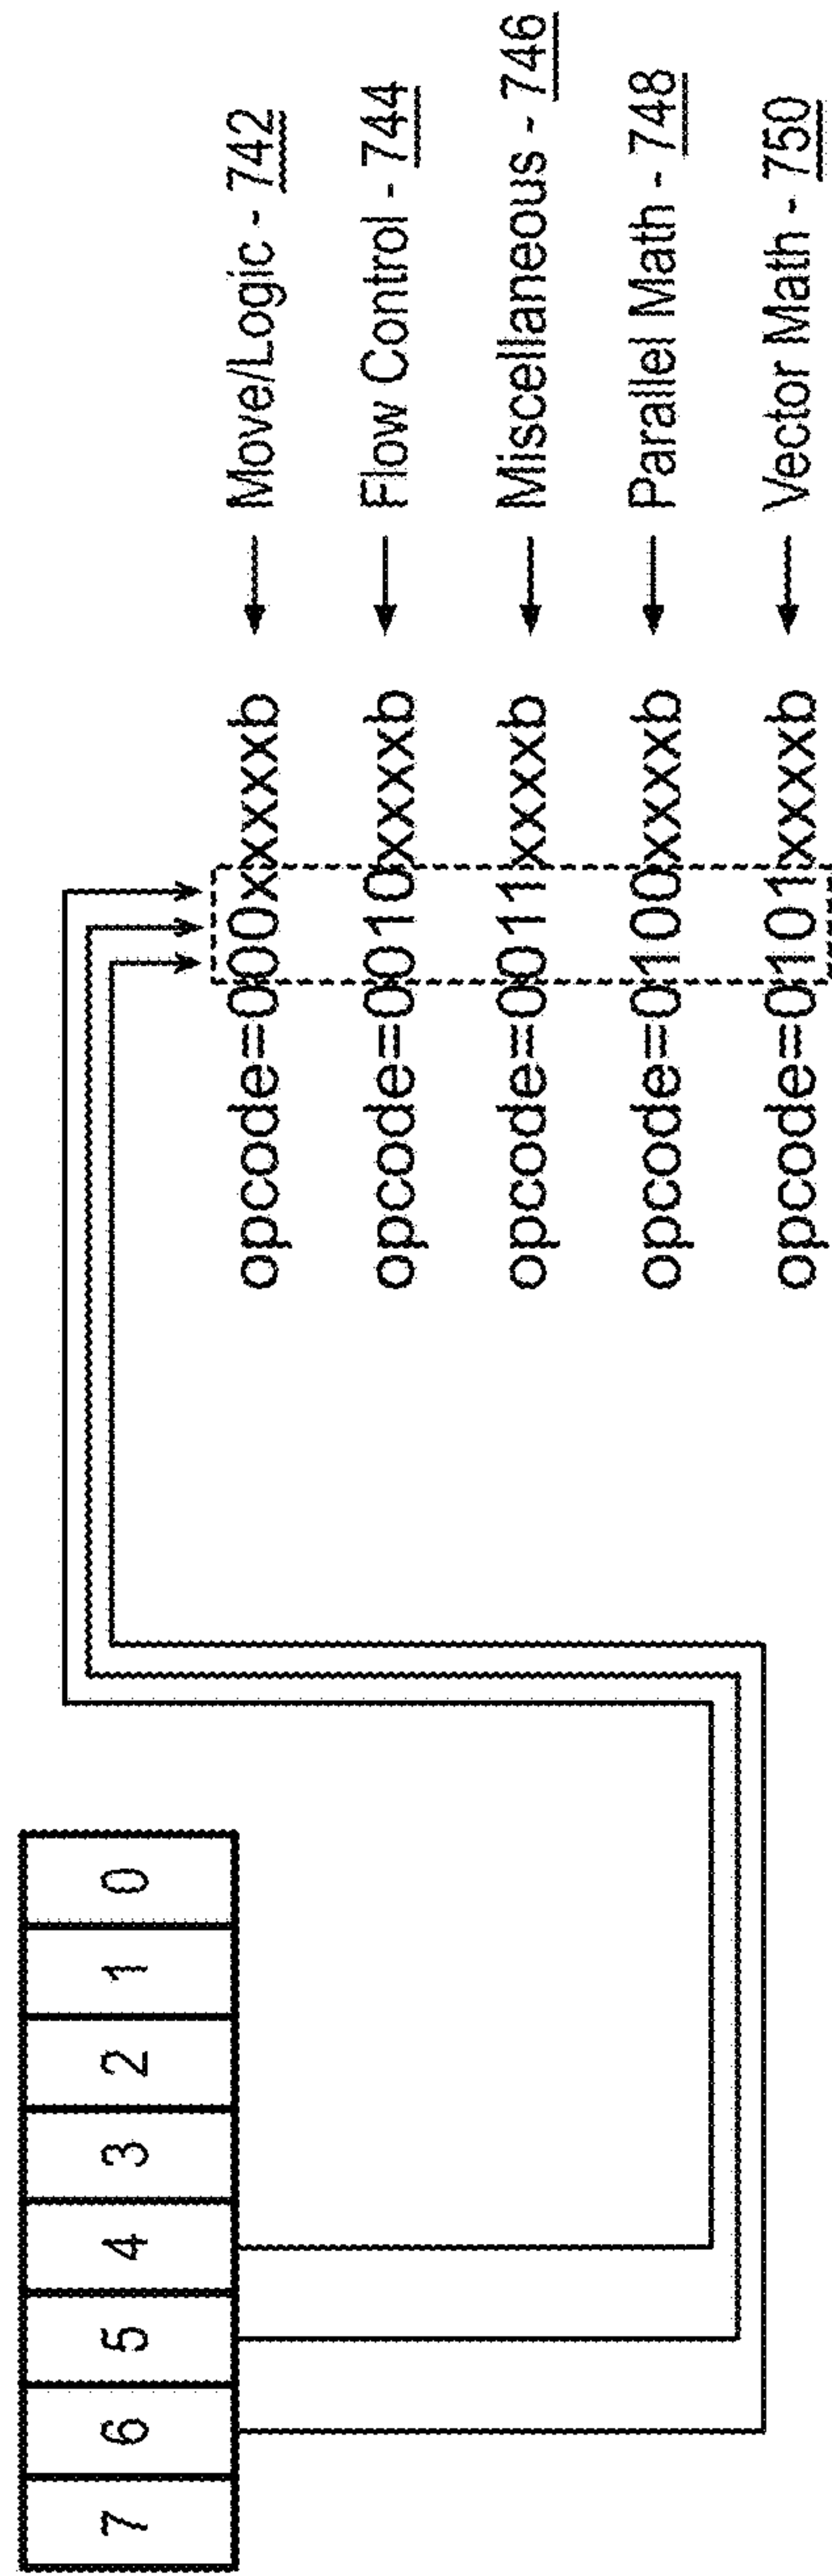 7 6 5 4 3 2 1 0
opcode=000xxxxxb ← Move/Logic - 742
opcode=0010xxxxb ← Flow Control - 744
opcode=0011xxxxb ← Miscellaneous - 746
opcode=0100xxxxb ← Parallel Math - 748
opcode=0101xxxxb ← Vector Math - 750